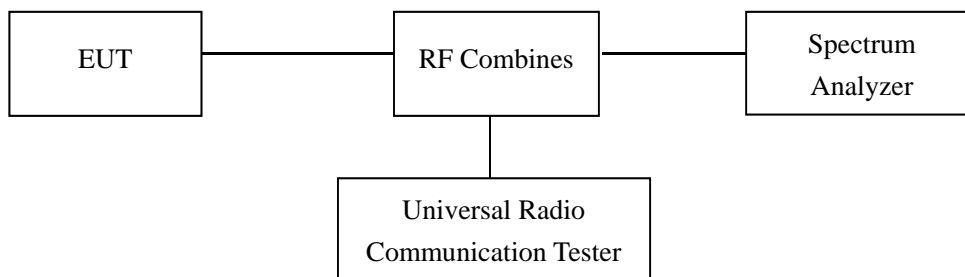 EUT
RF Combines
Spectrum
Analyzer
Universal Radio
Communication Tester